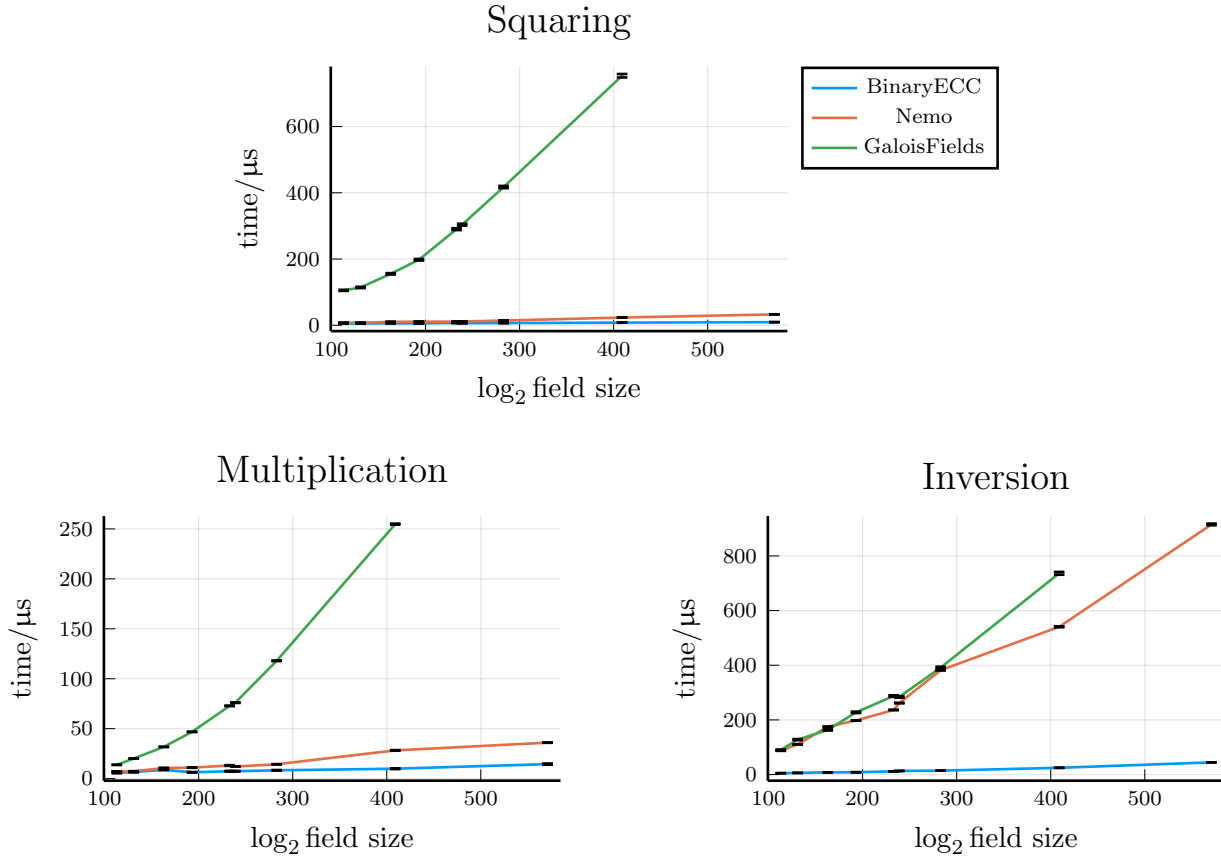 Squaring
BinaryECC
Nemo
GaloisFields
time/µs
600
400
200
0
100 200 300 400 500
log₂ field size
Multiplication
time/µs
250
200
150
100
50
0
100 200 300 400 500
log₂ field size
Inversion
time/µs
800
600
400
200
0
100 200 300 400 500
log₂ field size